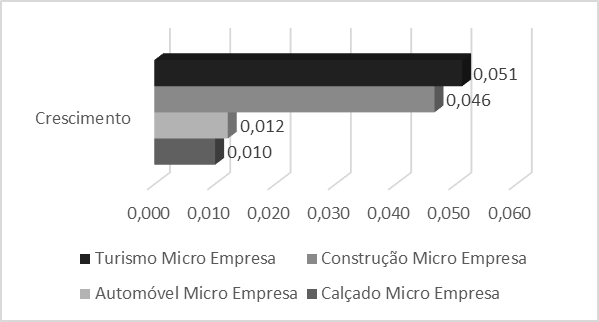 0,051
0,046
Crescimento
0,012
0,010
0,000 0,010 0,020 0,030 0,040 0,050 0,060
Turismo Micro Empresa Construção Micro Empresa
Automóvel Micro Empresa Calçado Micro Empresa